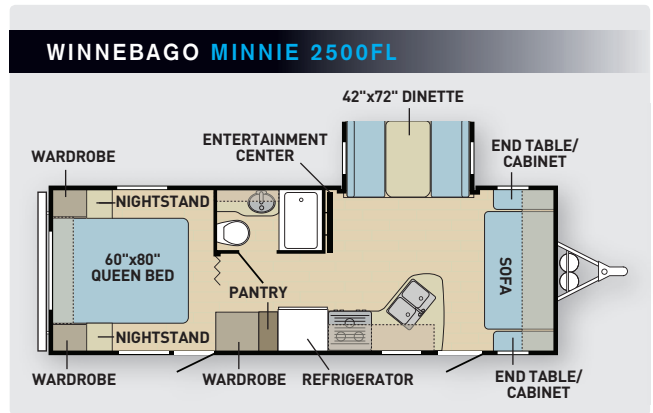 WINNEBAGO MINNIE 2500FL
42"x72" DINETTE
ENTERTAINMENT
CENTER
END TABLE/
CABINET
WARDROBE
NIGHTSTAND
60"x80"
QUEEN BED
SOFA
PANTRY
NIGHTSTAND
WARDROBE
WARDROBE
REFRIGERATOR
END TABLE/
CABINET